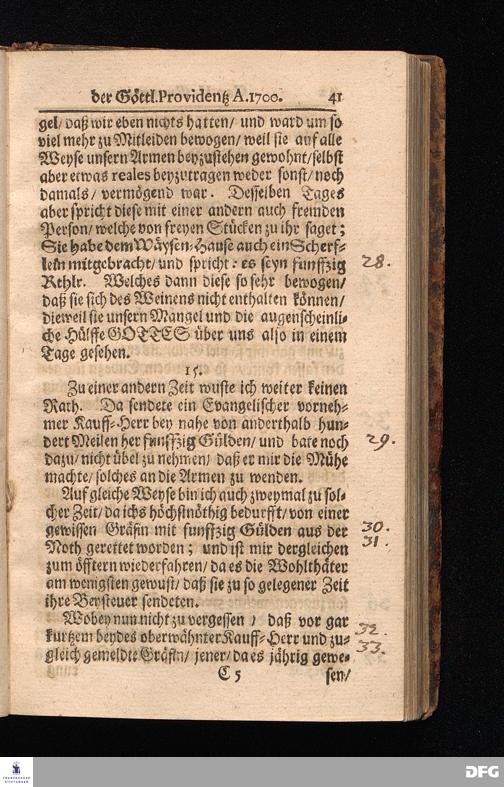 der Göttl. Providentz A. 1700. 41
gel/ daß wir eben nichts hatten/ und ward um so
viel mehr zu Mitleiden bewogen/ weil sie auf alle
Weyse unsern Armen beyzustehen gewohnt/ selbst
aber etwas reales beyzutragen weder sonst/ noch
damals/ vermögend war. Desselben Tages
aber spricht diese mit einer andern auch fremden
Person/ welche von freyen Stücken zu ihr saget;
Sie habe dem Wäysen-Hause auch ein Scherf-
lein mitgebracht/ und spricht: es seyn funffzig 28.
Rthlr. Welches dann diese so sehr bewogen/
daß sie sich des Weinens nicht enthalten können/
dieweil sie unsern Mangel und die augenscheinli-
che Hülffe GOTTES über uns also in einem
Tage gesehen.
15.
Zu einer andern Zeit wuste ich weiter keinen
Rath. Da sendete ein Evangelischer vorneh-
mer Kauff-Herr bey nahe von anderthalb hun-
dert Meilen her funffzig Gülden/ und bate noch 29.
dazu/ nicht übel zu nehmen/ daß er mir die Mühe
machte/ solches an die Armen zu wenden.
Auf gleiche Weyse bin ich auch zweymal zu sol-
cher Zeit/ da ichs höchstnöthig bedurfft/ von einer
gewissen Gräfin mit funffzig Gülden aus der 30.
Noth gerettet worden; und ist mir dergleichen 31.
zum öfftern wiederfahren/ da es die Wohlthäter
am wenigsten gewust/ daß sie zu so gelegener Zeit
ihre Beysteuer sendeten.
Wobey nun nicht zu vergessen/ daß vor gar
kurtzem beydes oberwähnter Kauff-Herr und zu- 32.
gleich gemeldte Gräfin/ jener/ da es jährig gewe- 33.
C 5 sen/
FRANCKESCHE STIFTUNGEN
DFG